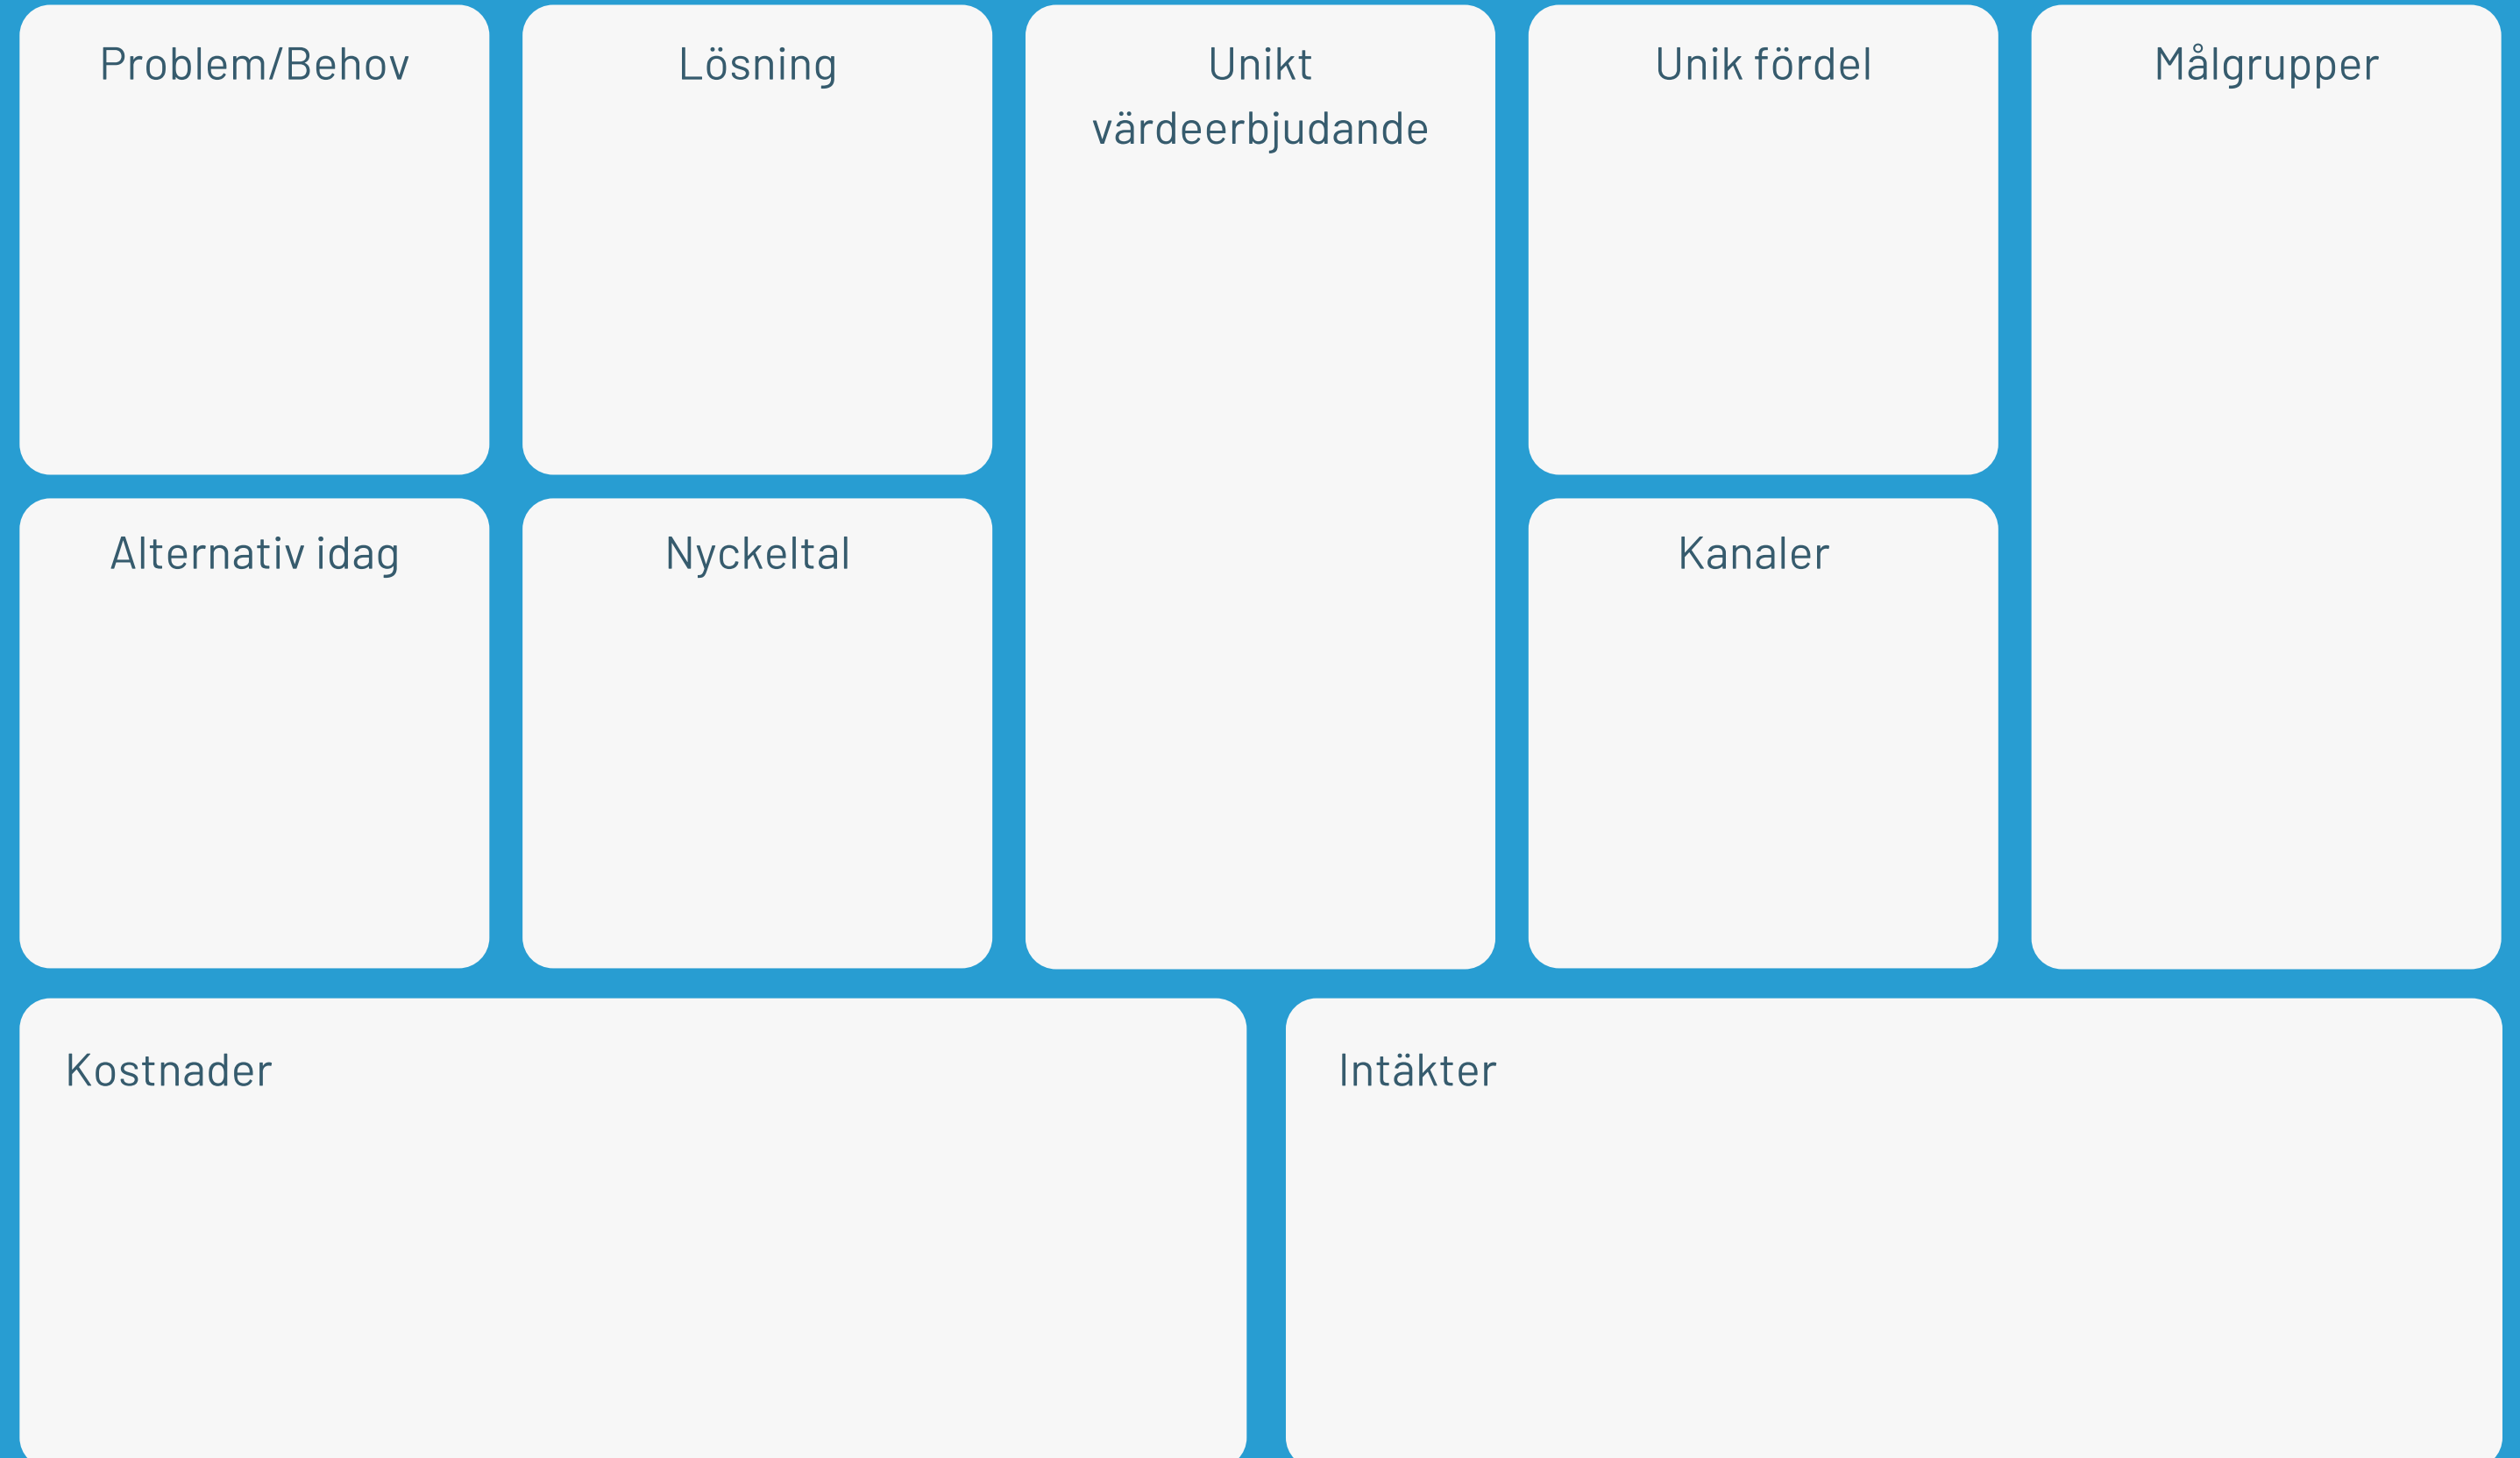 Problem/Behov
Lösning
Unikt
värdeerbjudande
Unik fördel
Målgrupper
Alternativ idag
Nyckeltal
Kanaler
Kostnader
Intäkter